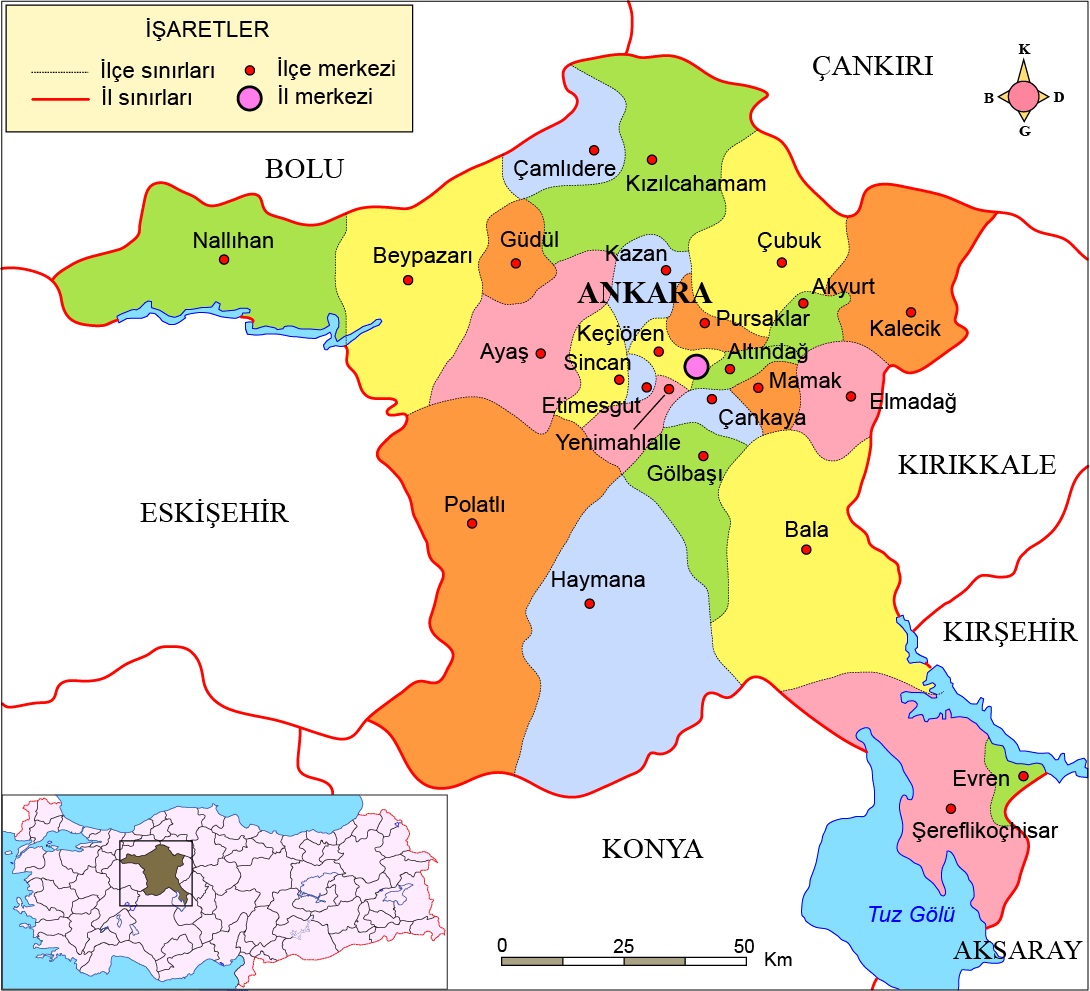 İŞARETLER
İlçe sınırları
İlçe merkezi
İl sınırları
İl merkezi
ÇANKIRI
K
B
D
G
BOLU
Çamlıdere
Kızılcahamam
Nallıhan
Beypazarı
Güdül
Kazan
Çubuk
ANKARA
Akyurt
Pursaklar
Kalecik
Keçiören
Ayaş
Sincan
Altındağ
Mamak
Etimesgut
Elmadağ
Çankaya
Yenimahlalle
Gölbaşı
KIRIKKALE
ESKİŞEHİR
Polatlı
Bala
Haymana
KIRŞEHİR
Evren
Şereflikoçhisar
KONYA
Tuz Gölü
AKSARAY
0
25
50
Km